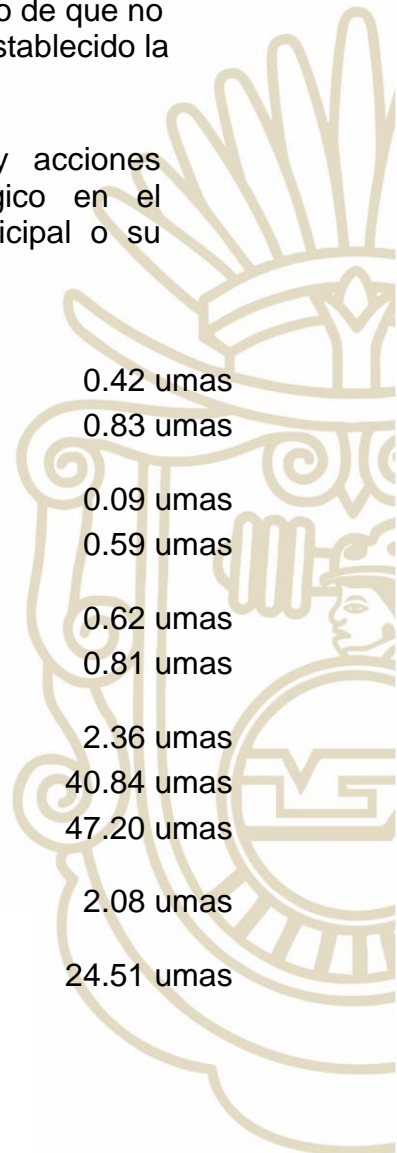 o de que no
stablecido la
y acciones
gico en el
icipal o su
0.42 umas
0.83 umas
0.09 umas
0.59 umas
0.62 umas
0.81 umas
2.36 umas
40.84 umas
47.20 umas
2.08 umas
24.51 umas